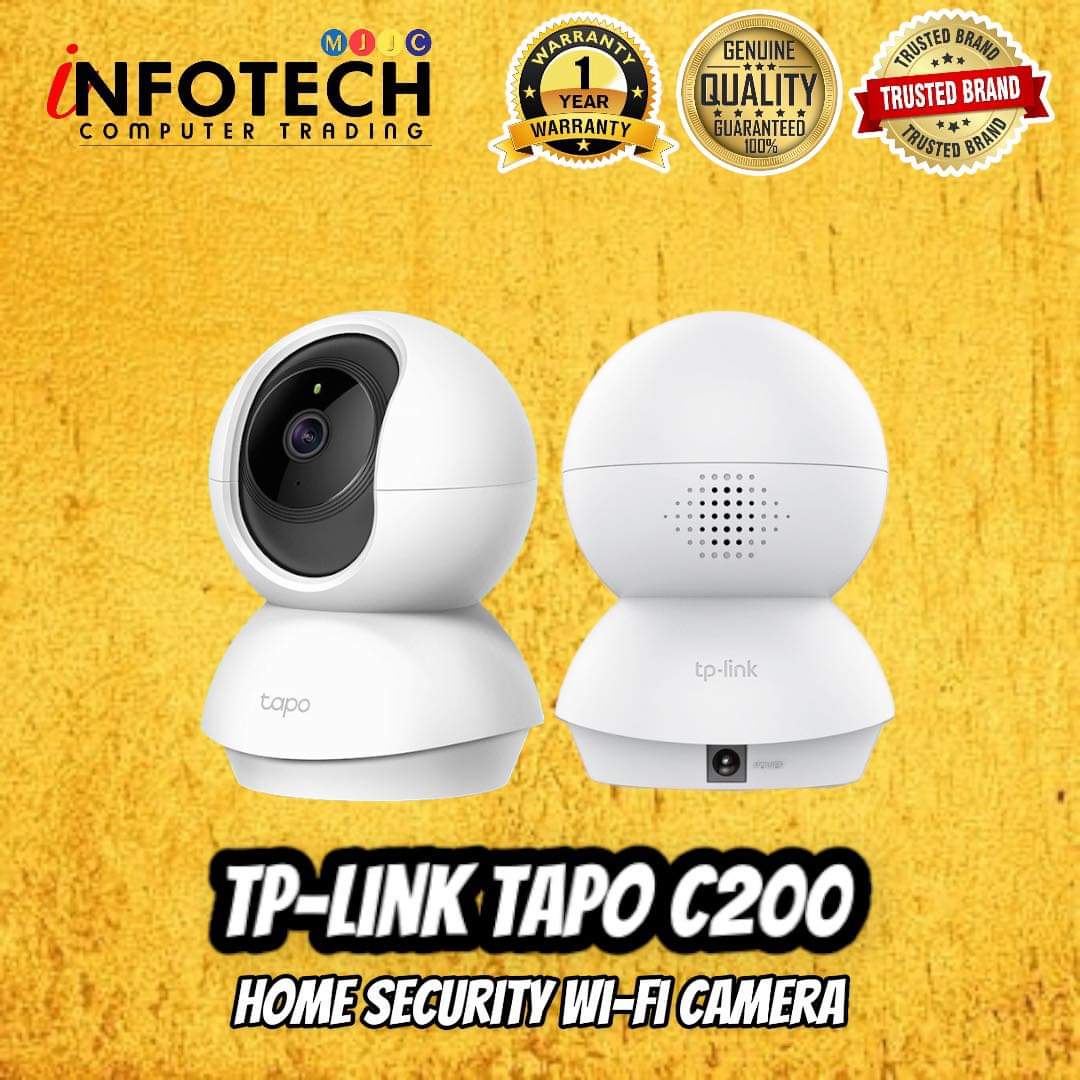 MJJC
iNFOTECH
COMPUTER TRADING
WARRANTY
1
YEAR
WARRANTY
GENUINE
QUALITY
GUARANTEED
100%
TRUSTED BRAND
TRUSTED BRAND
TRUSTED BRAND
tapo
tp-link
POWER
TP-LINK TAPO C200
HOME SECURITY WI-FI CAMERA